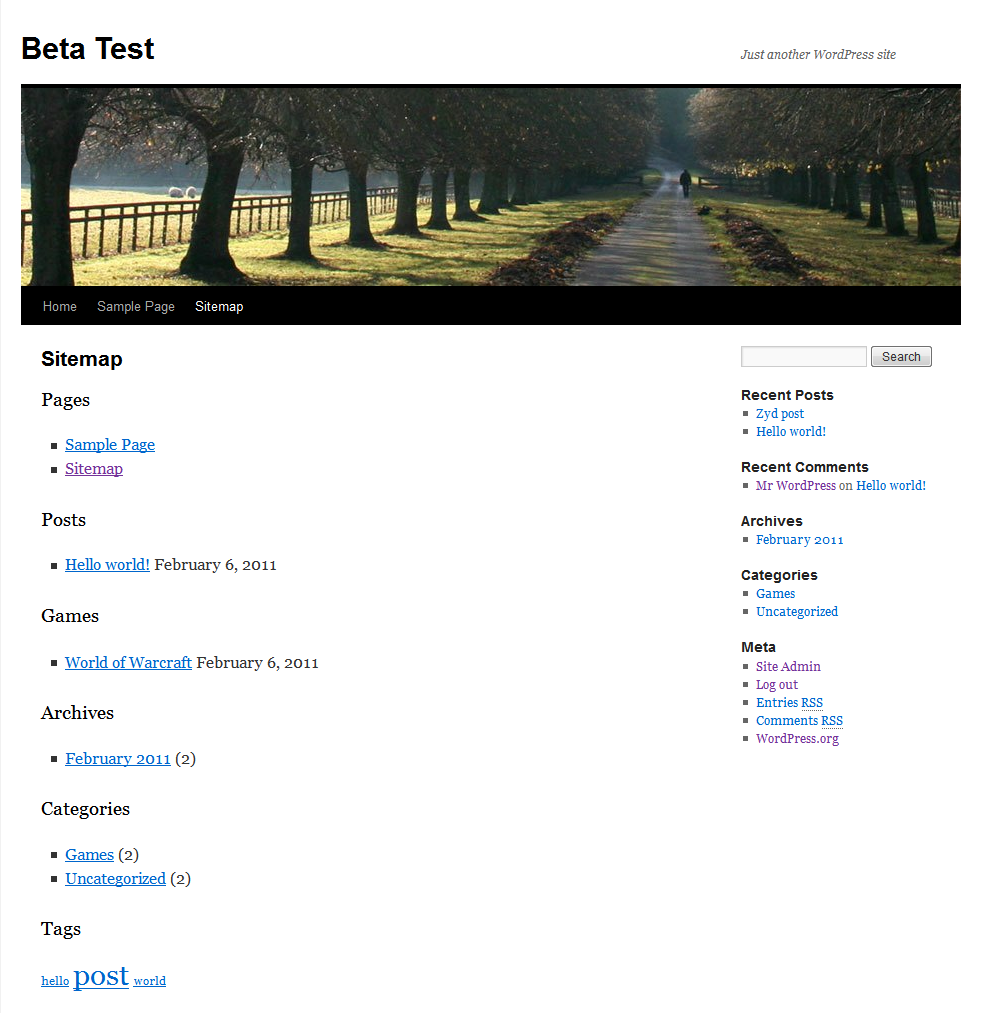 Beta Test
Just another WordPress site
Home Sample Page Sitemap
Sitemap
Pages
Sample Page
Sitemap
Posts
Hello world! February 6, 2011
Games
World of Warcraft February 6, 2011
Archives
February 2011 (2)
Categories
Games (2)
Uncategorized (2)
Tags
hello post world
Search
Recent Posts
Zyd post
Hello world!
Recent Comments
Mr WordPress on Hello world!
Archives
February 2011
Categories
Games
Uncategorized
Meta
Site Admin
Log out
Entries RSS
Comments RSS
WordPress.org